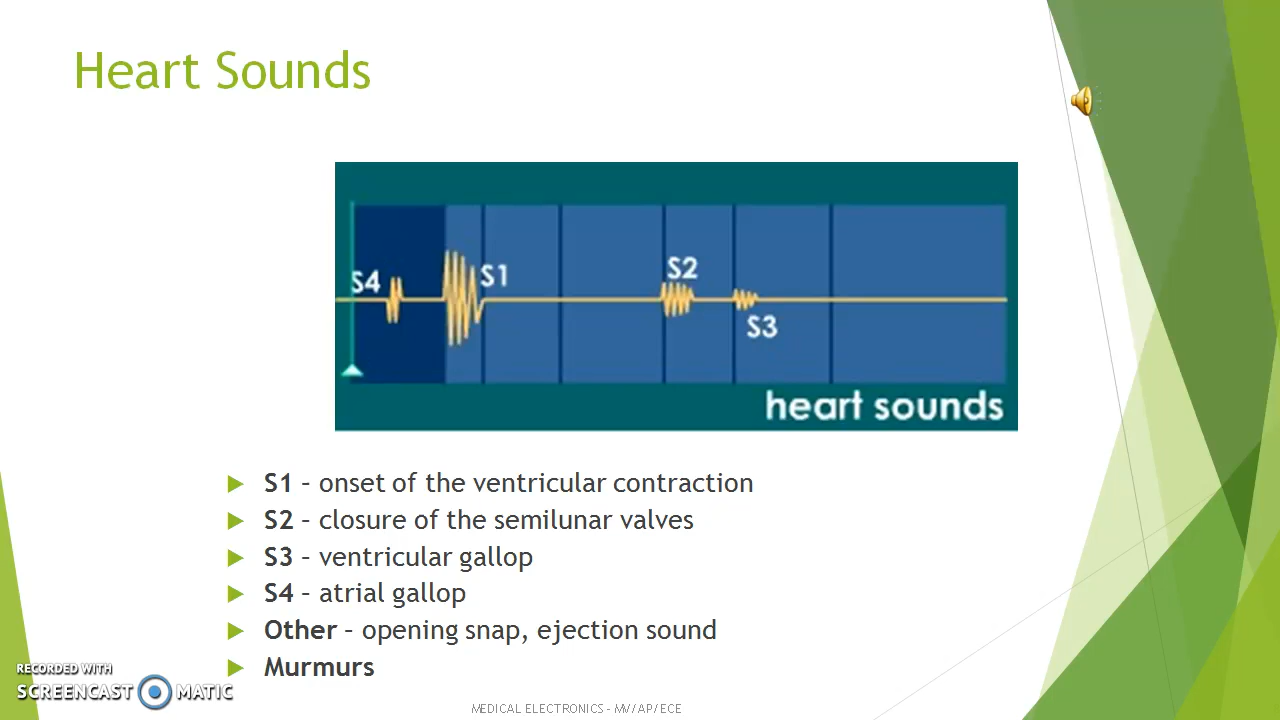 Heart Sounds
S4
S1
S2
S3
heart sounds
S1 – onset of the ventricular contraction
S2 – closure of the semilunar valves
S3 – ventricular gallop
S4 – atrial gallop
Other – opening snap, ejection sound
Murmurs
RECORDED WITH
SCREENCAST MATIC
MEDICAL ELECTRONICS - MV/AP/ECE